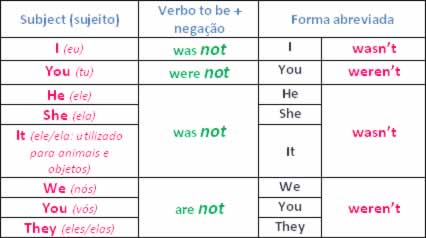 Subject (sujeito) Verbo to be + negação Forma abreviada
I (eu) was not I wasn't
You (tu) were not You weren't
He (ele) He
She (ela) She
It (ele/ela: utilizado para animais e objetos) was not It wasn't
We (nós) We
You (vós) are not You weren't
They (eles/elas) They